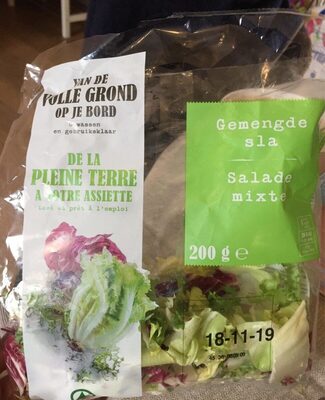 VAN DE
VOLLE GROND
OP JE BORD
gewassen
en gebruiksklaar
DE LA
PLEINE TERRE
A VOTRE ASSIETTE
lavé et prêt à l'emploi
Gemengde
sla
Salade
mixte
200 g e
18-11-19